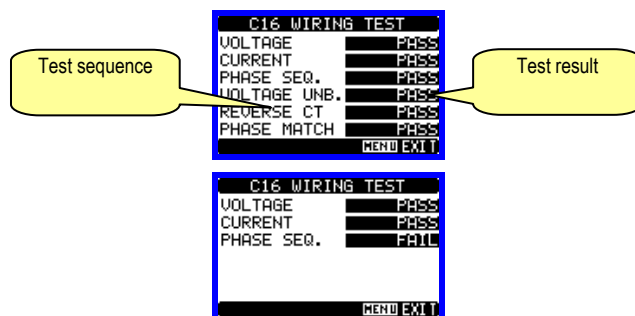 C16 WIRING TEST
VOLTAGE PASS
CURRENT PASS
PHASE SEQ. PASS
VOLTAGE UNB. PASS
REVERSE CT PASS
PHASE MATCH PASS
MENU EXIT
Test sequence
Test result
C16 WIRING TEST
VOLTAGE PASS
CURRENT PASS
PHASE SEQ. FAIL
MENU EXIT